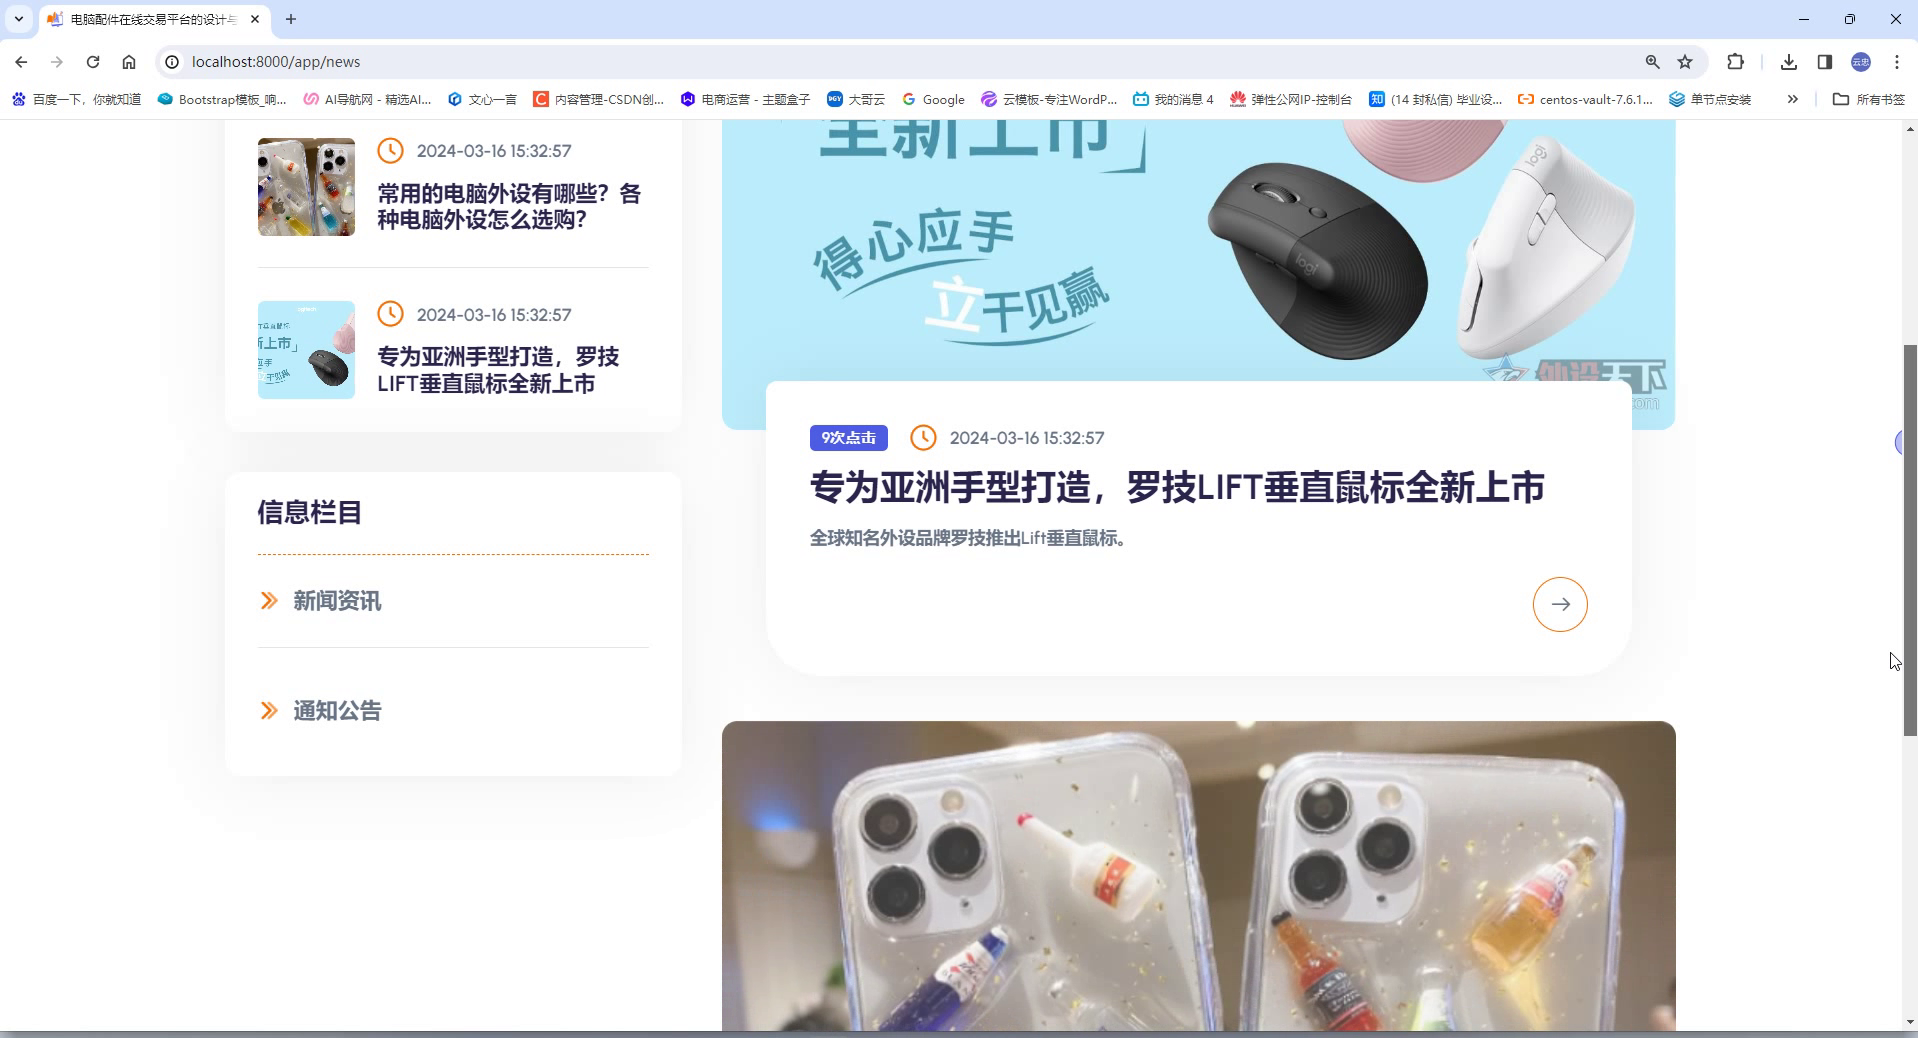 电脑配件在线交易平台的设计与
localhost:8000/app/news
百度一下，你就知道
Bootstrap模板_响...
AI导航网 - 精选AI...
文心一言
内容管理-CSDN创...
电商运营 - 主题盒子
大哥云
Google
云模板-专注WordP...
我的消息 4
弹性公网IP-控制台
(14 封私信) 毕业设...
centos-vault-7.6.1...
单节点安装
所有书签
2024-03-16 15:32:57
常用的电脑外设有哪些？各
种电脑外设怎么选购？
2024-03-16 15:32:57
专为亚洲手型打造，罗技
LIFT垂直鼠标全新上市
信息栏目
新闻资讯
通知公告
全新上市」
得心应手
立干见赢
logi
logi
外设天下
.com
9次点击
2024-03-16 15:32:57
专为亚洲手型打造，罗技LIFT垂直鼠标全新上市
全球知名外设品牌罗技推出Lift垂直鼠标。